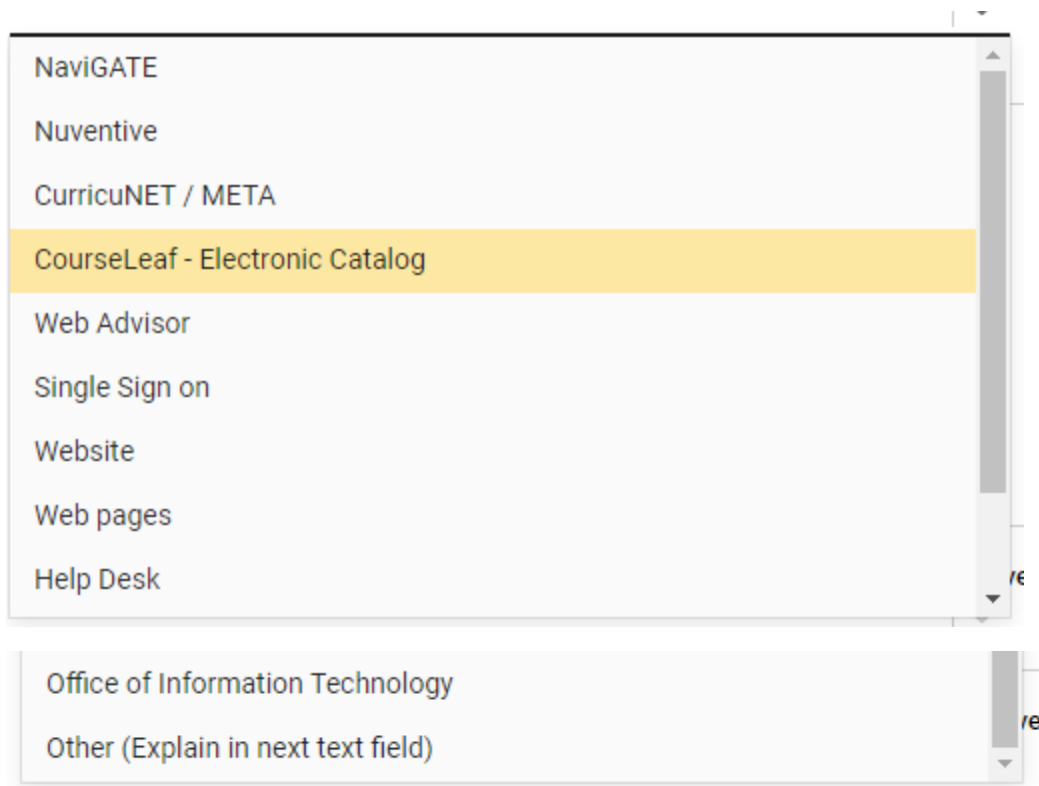 NaviGATE
Nuventive
CurricuNET / META
CourseLeaf - Electronic Catalog
Web Advisor
Single Sign on
Website
Web pages
Help Desk
Office of Information Technology
Other (Explain in next text field)